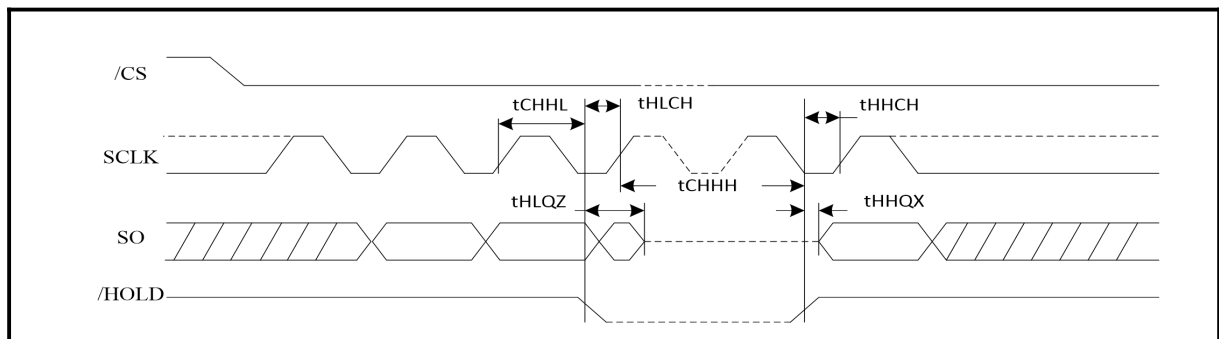 /CS
tCHHL
tHLCH
tHHCH
SCLK
tCHHH
tHLQZ
tHHQX
SO
/HOLD